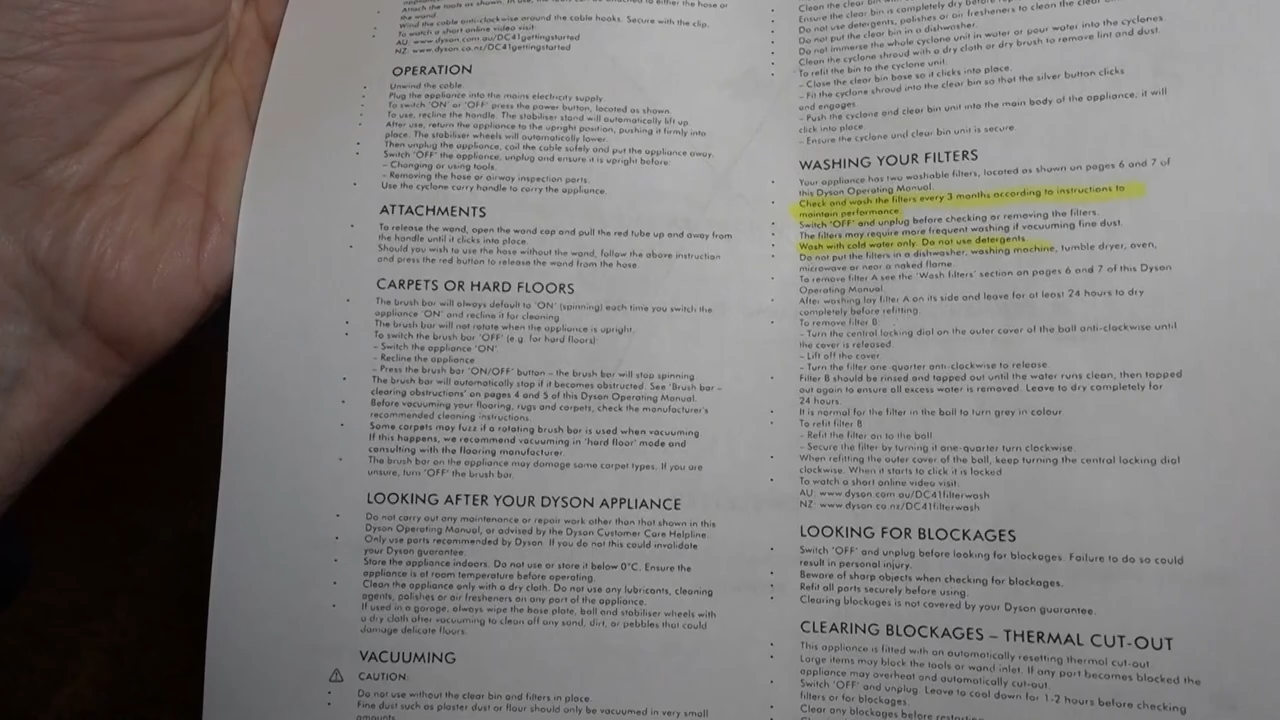 Attach the tools as shown. In use, the tools can be attached to either the hose or
the wand.
Wind the cable anti-clockwise around the cable hooks. Secure with the clip.
To watch a short online video visit:
AU: www.dyson.com.au/DC41gettingstarted
NZ: www.dyson.co.nz/DC41gettingstarted
OPERATION
Unwind the cable.
Plug the appliance into the mains electricity supply.
To switch 'ON' or 'OFF' press the power button, located as shown.
To use, recline the handle. The stabiliser stand will automatically lift up.
After use, return the appliance to the upright position, pushing it firmly into
place. The stabiliser wheels will automatically lower.
Then unplug the appliance, coil the cable safely and put the appliance away.
Switch 'OFF' the appliance, unplug and ensure it is upright before:
– Changing or using tools.
– Removing the hose or airway inspection parts.
Use the cyclone carry handle to carry the appliance.
ATTACHMENTS
To release the wand, open the wand cap and pull the red tube up and away from
the handle until it clicks into place.
Should you wish to use the hose without the wand, follow the above instruction
and press the red button to release the wand from the hose.
CARPETS OR HARD FLOORS
The brush bar will always default to 'ON' (spinning) each time you switch the
appliance 'ON' and recline it for cleaning.
The brush bar will not rotate when the appliance is upright.
To switch the brush bar 'OFF' (e.g. for hard floors):
– Switch the appliance 'ON'.
– Recline the appliance.
– Press the brush bar 'ON/OFF' button – the brush bar will stop spinning.
The brush bar will automatically stop if it becomes obstructed. See 'Brush bar –
clearing obstructions' on pages 4 and 5 of this Dyson Operating Manual.
Before vacuuming your flooring, rugs and carpets, check the manufacturer's
recommended cleaning instructions.
Some carpets may fuzz if a rotating brush bar is used when vacuuming.
If this happens, we recommend vacuuming in 'hard floor' mode and
consulting with the flooring manufacturer.
The brush bar on the appliance may damage some carpet types. If you are
unsure, turn 'OFF' the brush bar.
LOOKING AFTER YOUR DYSON APPLIANCE
Do not carry out any maintenance or repair work other than that shown in this
Dyson Operating Manual, or advised by the Dyson Customer Care Helpline.
Only use parts recommended by Dyson. If you do not this could invalidate
your Dyson guarantee.
Store the appliance indoors. Do not use or store it below 0°C. Ensure the
appliance is at room temperature before operating.
Clean the appliance only with a dry cloth. Do not use any lubricants, cleaning
agents, polishes or air fresheners on any part of the appliance.
If used in a garage, always wipe the base plate, ball and stabiliser wheels with
a dry cloth after vacuuming to clean off any sand, dirt, or pebbles that could
damage delicate floors.
VACUUMING
CAUTION:
Do not use without the clear bin and filters in place.
Fine dust such as plaster dust or flour should only be vacuumed in very small
amounts.
Clean the clear bin
Ensure the clear bin is completely dry before
Do not use detergents, polishes or air fresheners to clean the clear
Do not put the clear bin in a dishwasher.
Do not immerse the whole cyclone unit in water or pour water into the cyclones.
Clean the cyclone shroud with a dry cloth or dry brush to remove lint and dust.
To refit the bin to the cyclone unit:
– Close the clear bin base so it clicks into place.
– Fit the cyclone shroud into the clear bin so that the silver button clicks
and engages.
– Push the cyclone and clear bin unit into the main body of the appliance; it will
click into place.
– Ensure the cyclone and clear bin unit is secure.
WASHING YOUR FILTERS
Your appliance has two washable filters, located as shown on pages 6 and 7 of
this Dyson Operating Manual.
Check and wash the filters every 3 months according to instructions to
maintain performance.
Switch 'OFF' and unplug before checking or removing the filters.
The filters may require more frequent washing if vacuuming fine dust.
Wash with cold water only. Do not use detergents.
Do not put the filters in a dishwasher, washing machine, tumble dryer, oven,
microwave or near a naked flame.
To remove filter A see the 'Wash filters' section on pages 6 and 7 of this Dyson
Operating Manual.
After washing lay filter A on its side and leave for at least 24 hours to dry
completely before refitting.
To remove filter B:
– Turn the central locking dial on the outer cover of the ball anti-clockwise until
the cover is released.
– Lift off the cover.
– Turn the filter one-quarter anti-clockwise to release.
Filter B should be rinsed and tapped out until the water runs clean, then tapped
out again to ensure all excess water is removed. Leave to dry completely for
24 hours.
It is normal for the filter in the ball to turn grey in colour.
To refit filter B:
– Refit the filter on to the ball.
– Secure the filter by turning it one-quarter turn clockwise.
When refitting the outer cover of the ball, keep turning the central locking dial
clockwise. When it starts to click it is locked.
To watch a short online video visit:
AU: www.dyson.com.au/DC41filterwash
NZ: www.dyson.co.nz/DC41filterwash
LOOKING FOR BLOCKAGES
Switch 'OFF' and unplug before looking for blockages. Failure to do so could
result in personal injury.
Beware of sharp objects when checking for blockages.
Refit all parts securely before using.
Clearing blockages is not covered by your Dyson guarantee.
CLEARING BLOCKAGES – THERMAL CUT-OUT
This appliance is fitted with an automatically resetting thermal cut-out.
Large items may block the tools or wand inlet. If any part becomes blocked the
appliance may overheat and automatically cut-out.
Switch 'OFF' and unplug. Leave to cool down for 1-2 hours before checking
filters or for blockages.
Clear any blockages before